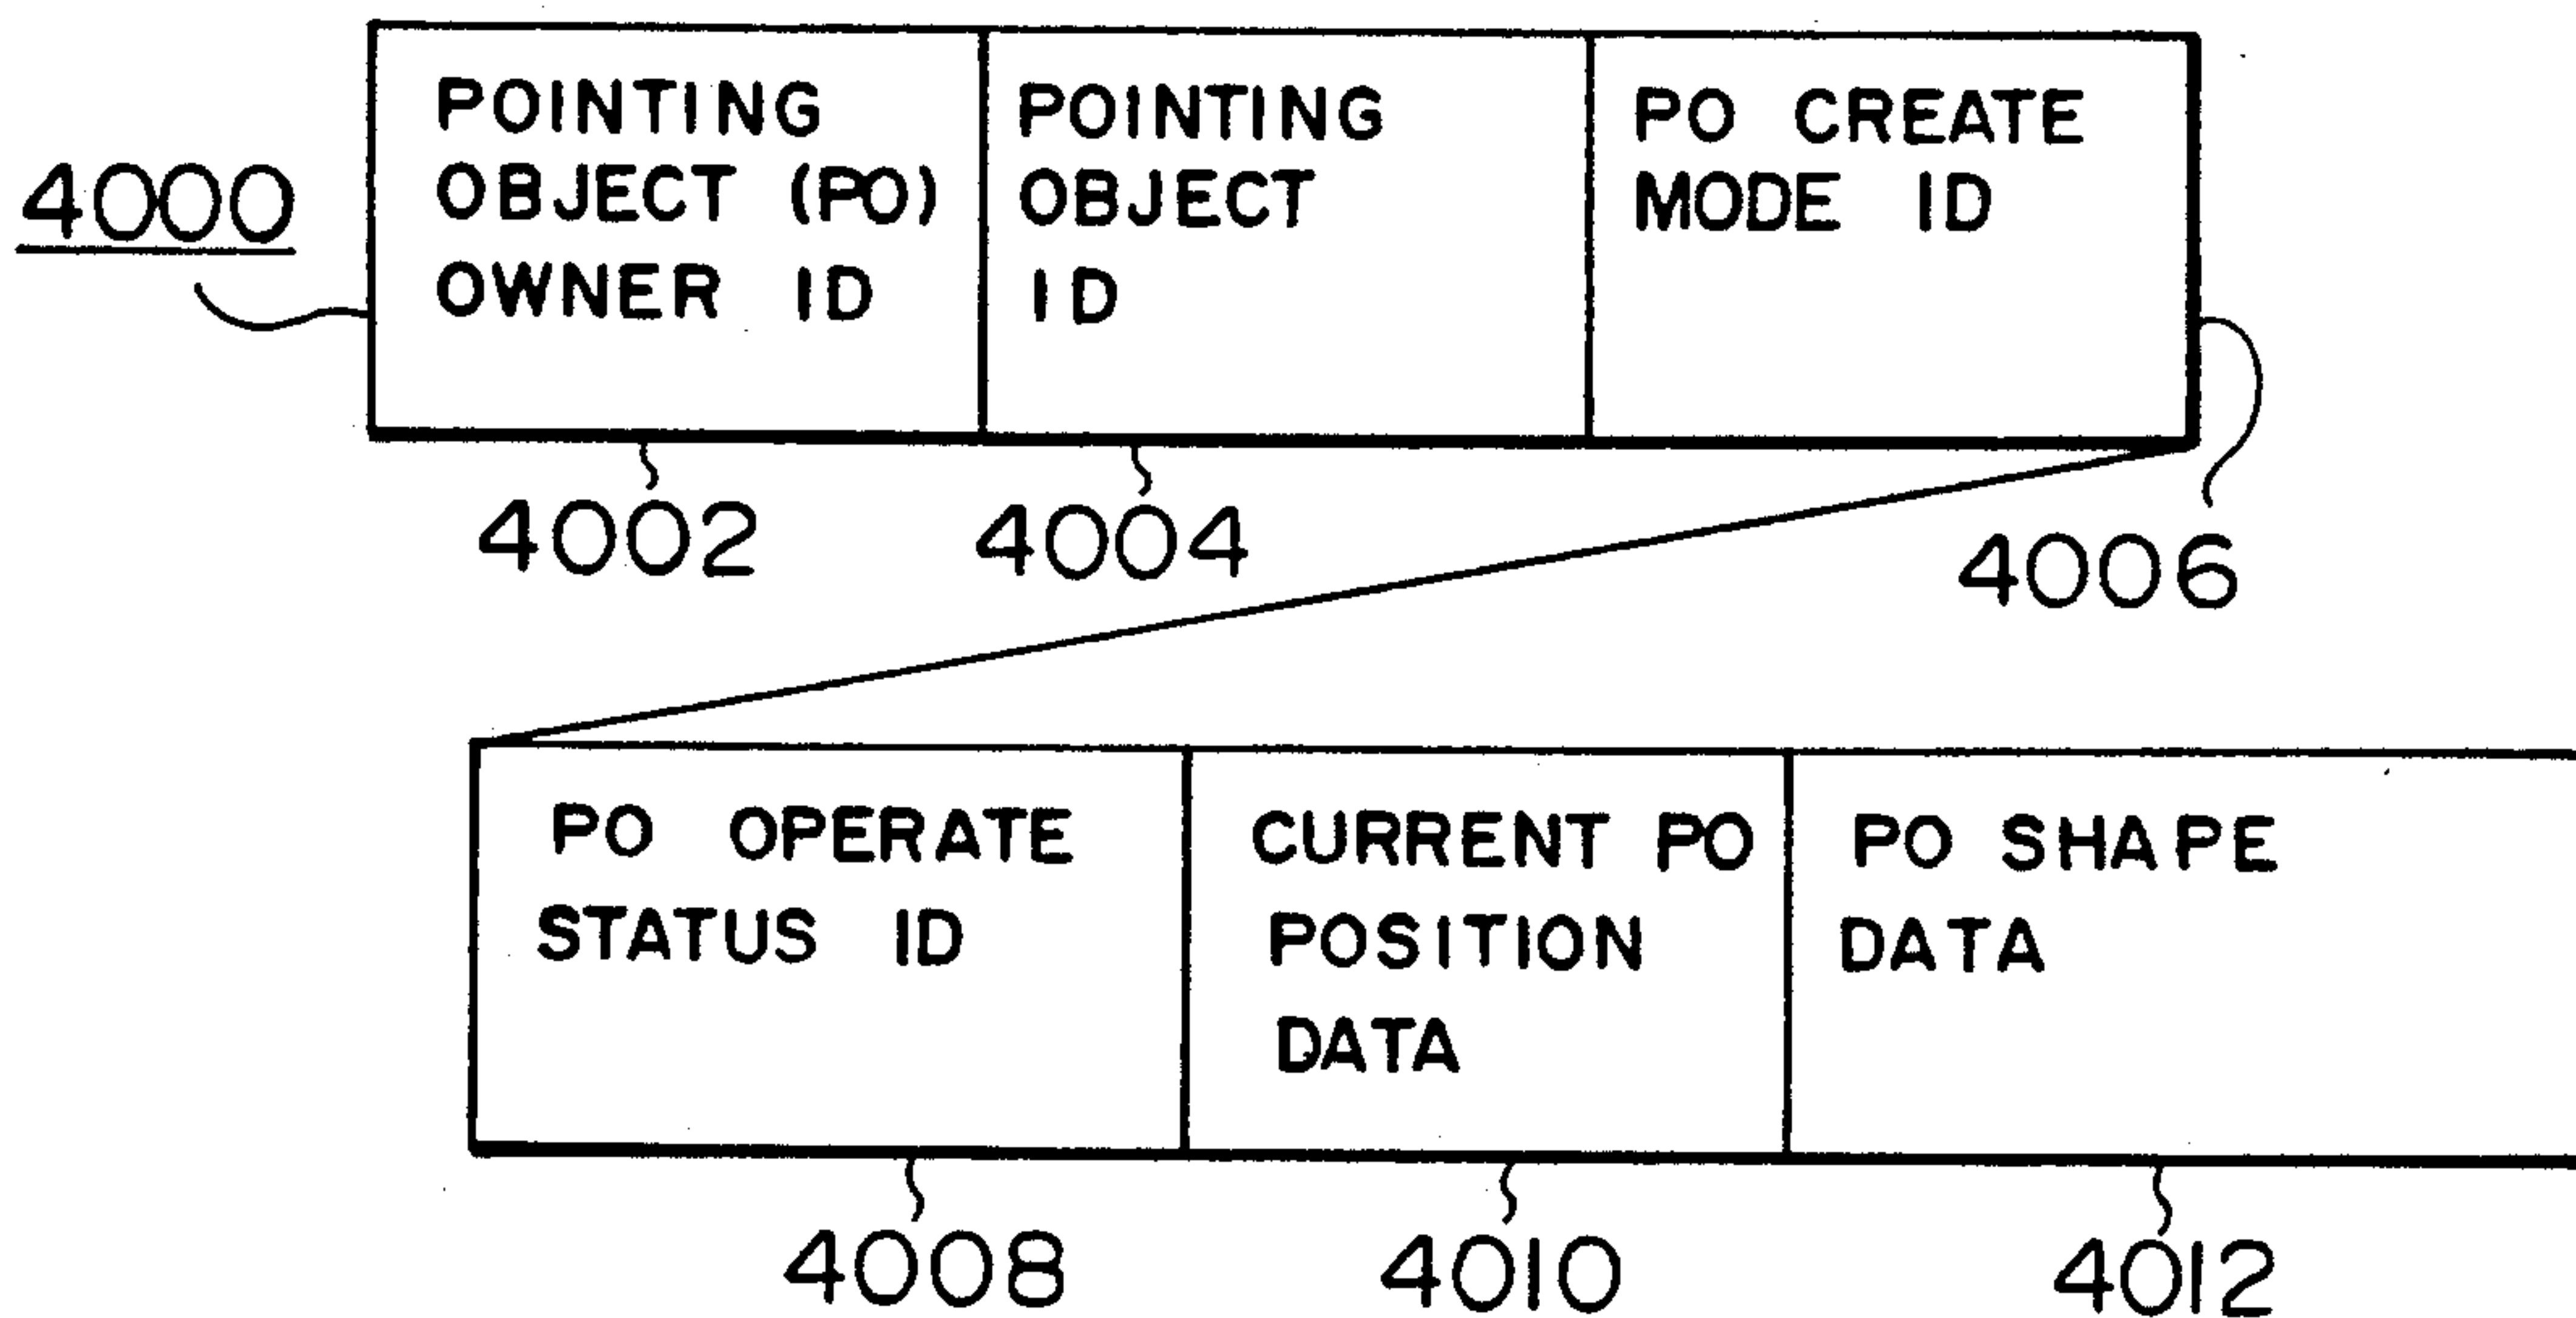 4000
POINTING
OBJECT (PO)
OWNER ID
POINTING
OBJECT
ID
PO CREATE
MODE ID
4002
4004
4006
PO OPERATE
STATUS ID
CURRENT PO
POSITION
DATA
PO SHAPE
DATA
4008
4010
4012